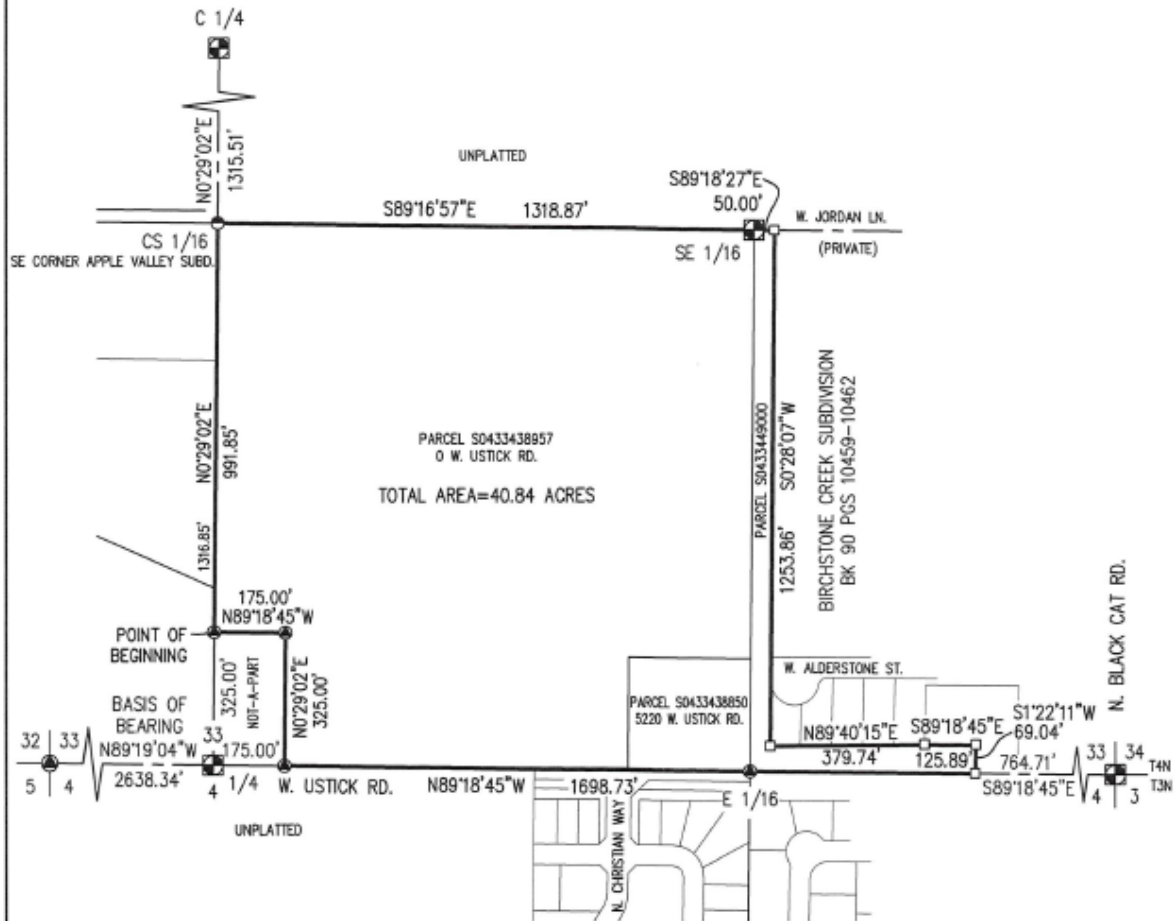 C 1/4
N0°29'02"E
1315.51'
UNPLATTED
S89°18'27"E
50.00'
S89°16'57"E 1318.87'
W. JORDAN LN.
(PRIVATE)
CS 1/16
SE CORNER APPLE VALLEY SUBD.
SE 1/16
N0°29'02"E
991.85'
1316.85'
PARCEL S0433438957
0 W. USTICK RD.
TOTAL AREA=40.84 ACRES
PARCEL S0433449000
S0°28'07"W
1253.86'
BIRCHSTONE CREEK SUBDIVISION
BK 90 PGS 10459-10462
N. BLACK CAT RD.
175.00'
N89°18'45"W
POINT OF
BEGINNING
325.00'
NOT-A-PART
N0°29'02"E
325.00'
W. ALDERSTONE ST.
PARCEL S0433438850
5220 W. USTICK RD.
N89°40'15"E
379.74'
S89°18'45"E
125.89'
S1°22'11"W
69.04'
BASIS OF
BEARING
32 33
5 4
N89°19'04"W
2638.34'
33
4
1/4
175.00'
W. USTICK RD.
N89°18'45"W 1698.73'
E 1/16
764.71'
S89°18'45"E
33 34
4 3
T4N
T3N
UNPLATTED
N. CHRISTIAN WAY